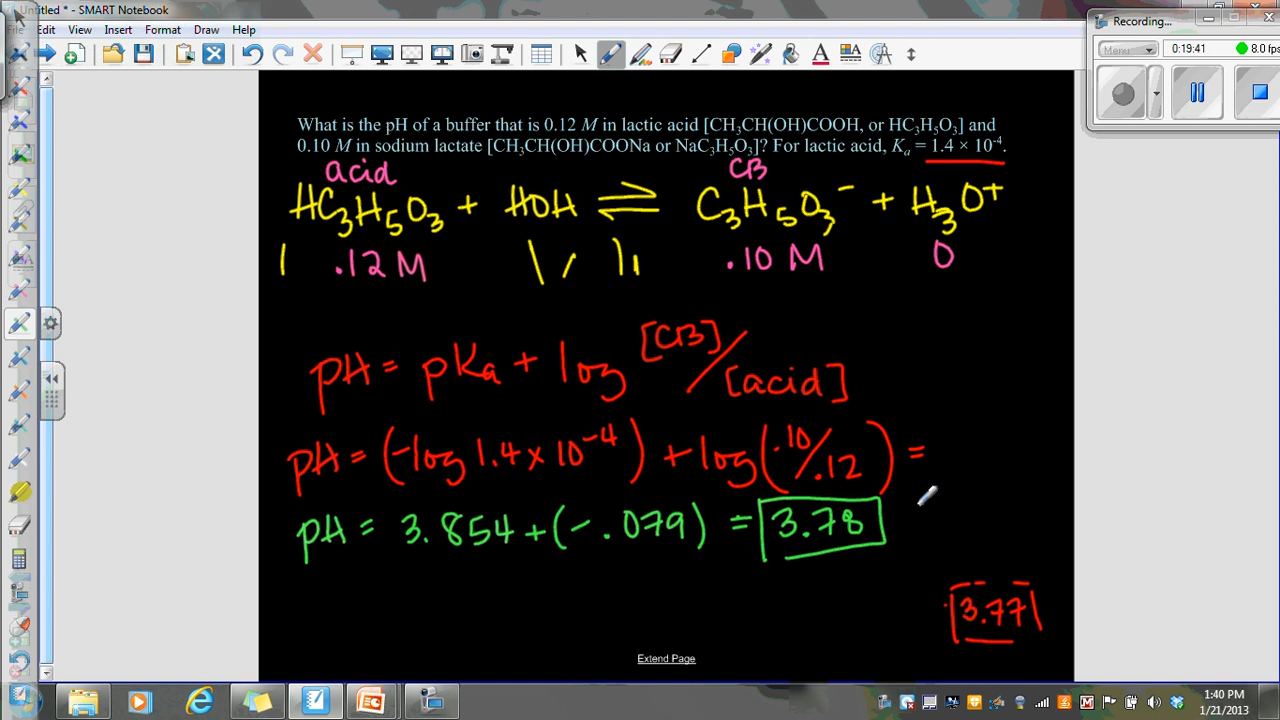 Untitled * - SMART Notebook
Edit View Insert Format Draw Help
Recording...
Menu 0:19:41 8.0 fps
What is the pH of a buffer that is 0.12 M in lactic acid [CH₃CH(OH)COOH, or HC₃H₅O₃] and
0.10 M in sodium lactate [CH₃CH(OH)COONa or NaC₃H₅O₃]? For lactic acid, Kₐ = 1.4 × 10⁻⁴.
acid CB
HC₃H₅O₃ + HOH ⇌ C₃H₅O₃⁻ + H₃O+
.12 M .10 M 0
pH = pKa + log [CB]/[acid]
pH = (-log 1.4 x 10⁻⁴) + log(.10/.12) =
pH = 3.854 + (-.079) = 3.78
3.77
Extend Page
1:40 PM
1/21/2013